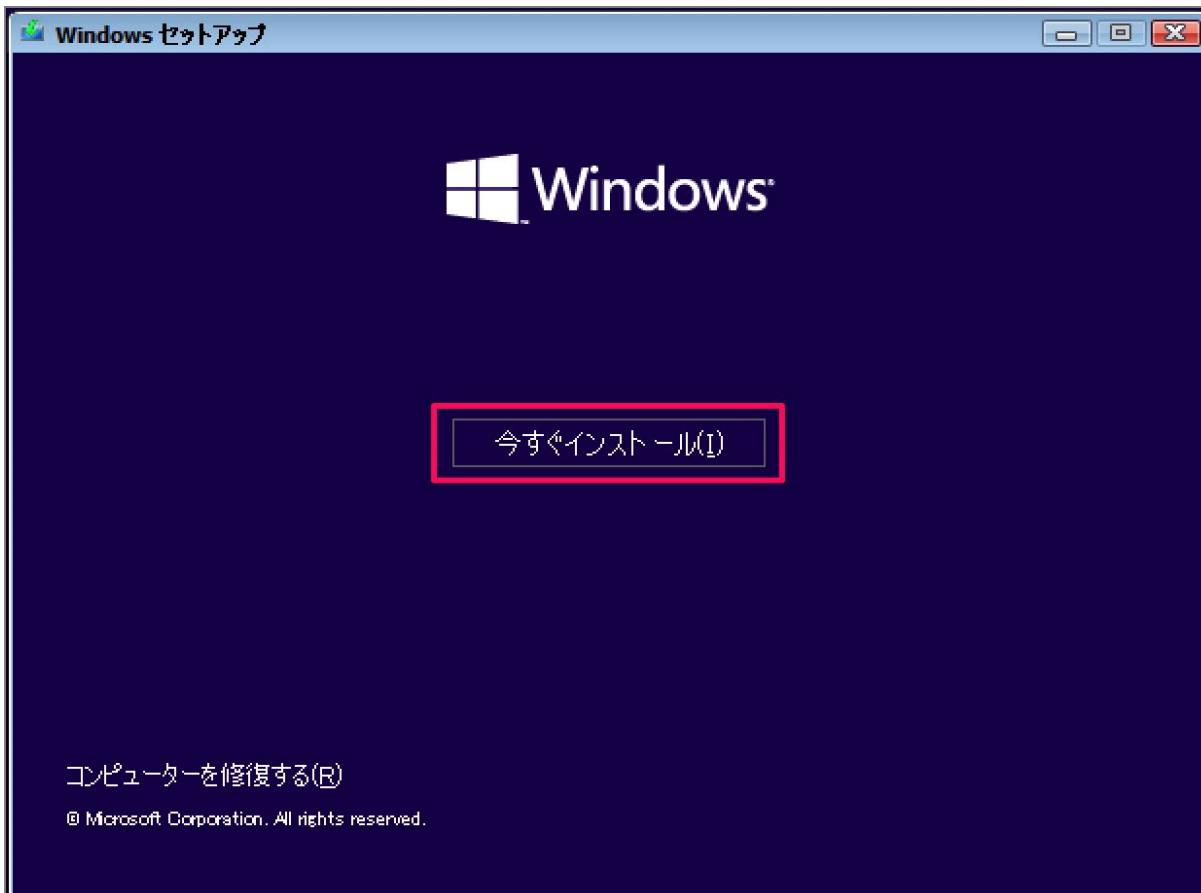 Windows セットアップ
Windows
今すぐインストール(I)
コンピューターを修復する(R)
© Microsoft Corporation. All rights reserved.